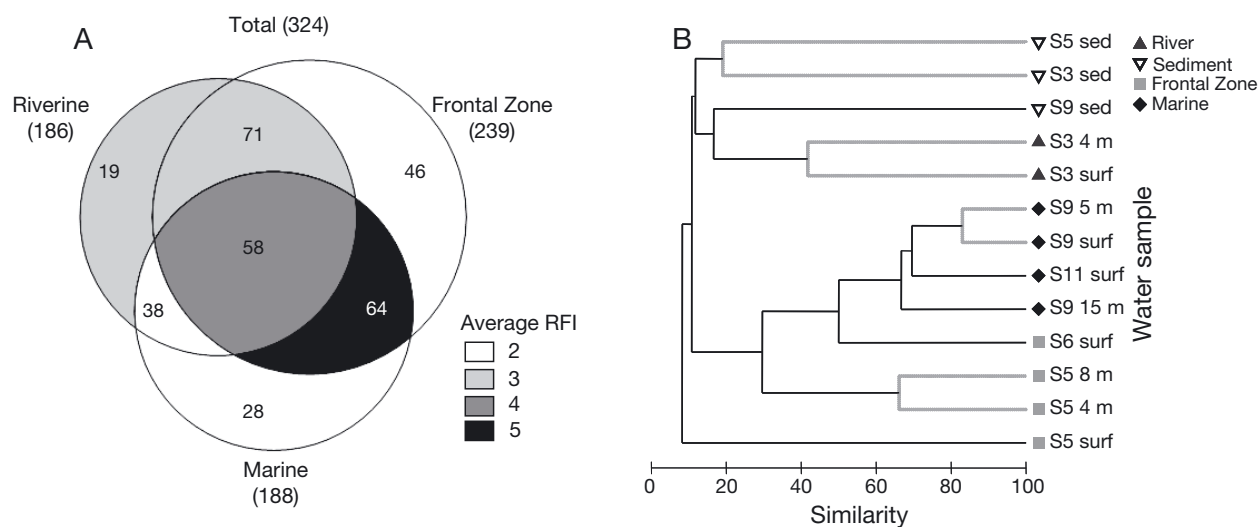 A
Total (324)
Riverine
(186)
Frontal Zone
(239)
71
19
46
58
38
64
28
Marine
(188)
Average RFI
2
3
4
5
B
S5 sed
S3 sed
S9 sed
S3 4 m
S3 surf
S9 5 m
S9 surf
S11 surf
S9 15 m
S6 surf
S5 8 m
S5 4 m
S5 surf
River
Sediment
Frontal Zone
Marine
Water sample
0 20 40 60 80 100
Similarity